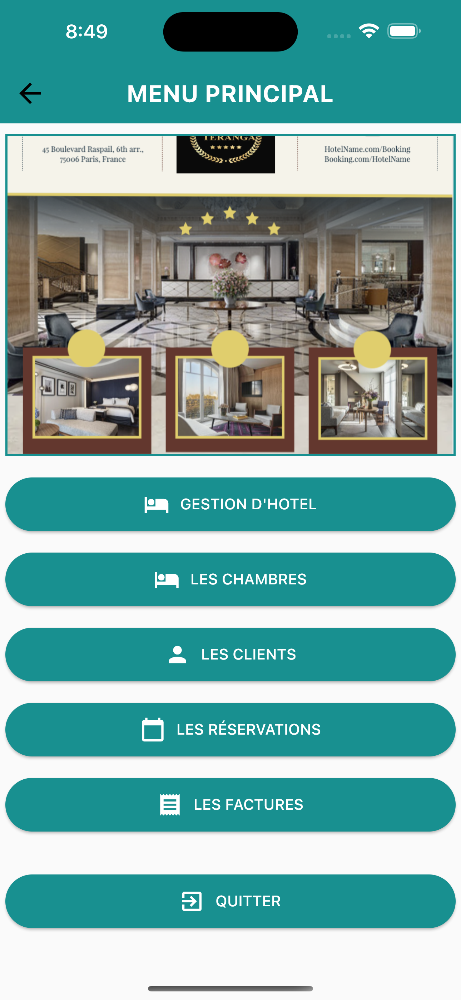 8:49
MENU PRINCIPAL
TERANGA
45 Boulevard Raspail, 6th arr.,
75006 Paris, France
HotelName.com/Booking
Booking.com/HotelName
GESTION D'HOTEL
LES CHAMBRES
LES CLIENTS
LES RÉSERVATIONS
LES FACTURES
QUITTER